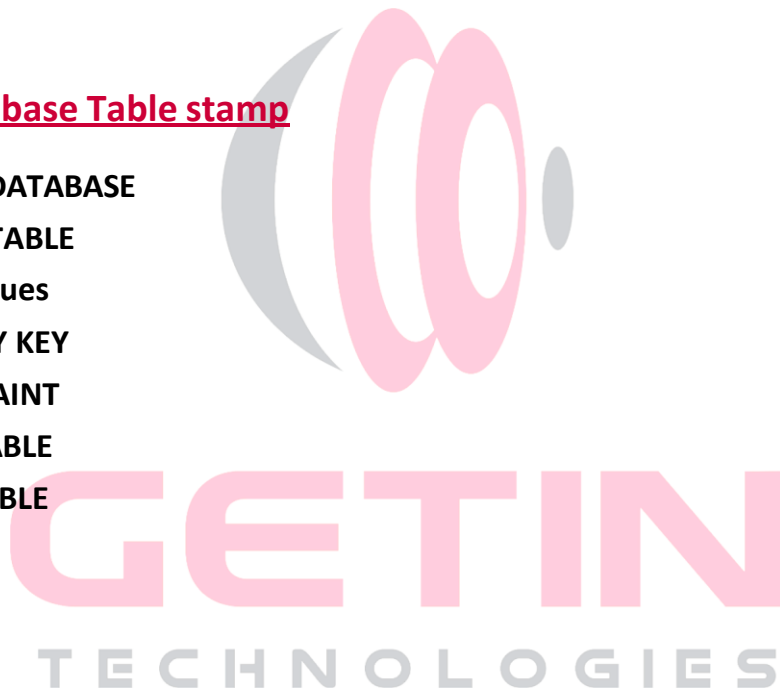 base Table stamp
DATABASE
TABLE
ues
Y KEY
AINT
ABLE
BLE
GETIN
TECHNOLOGIES